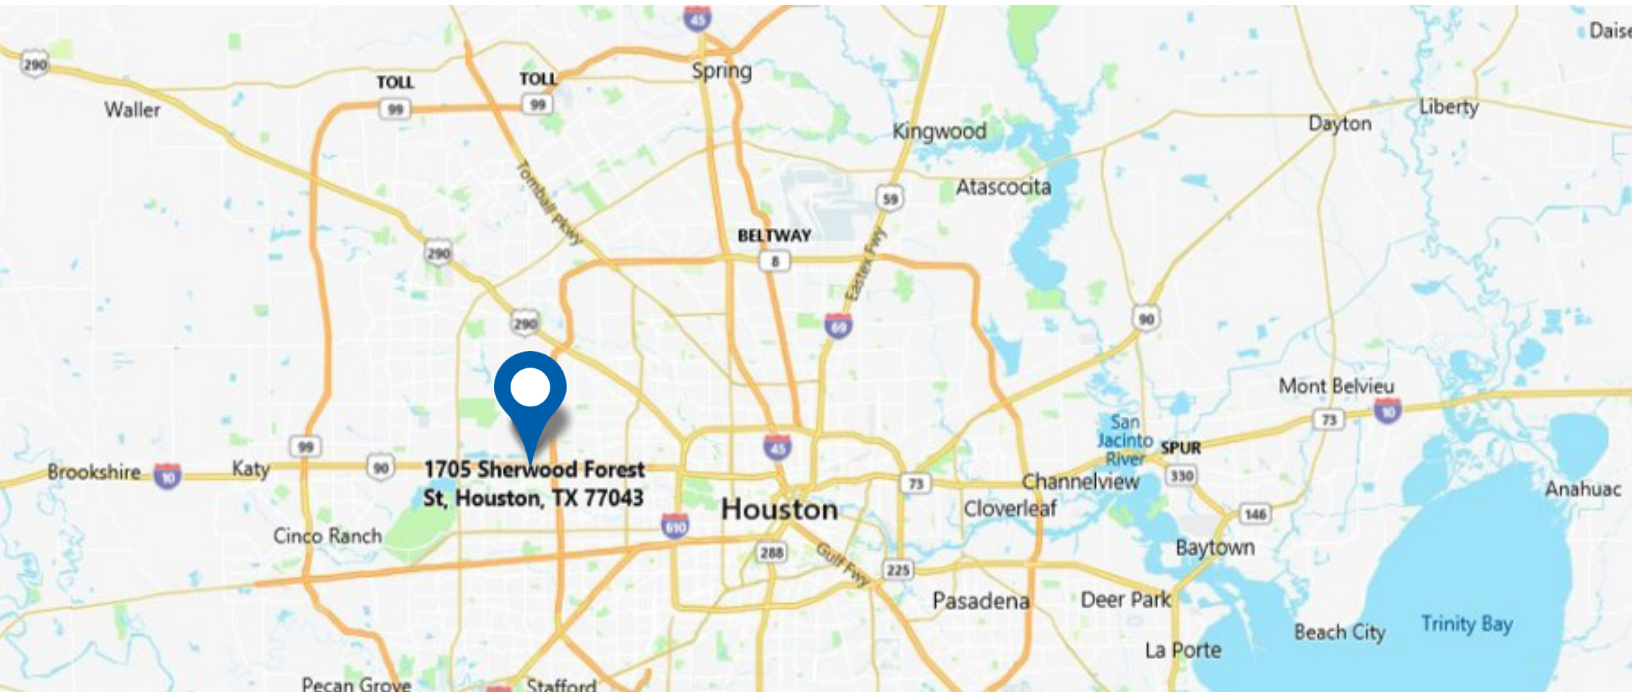 45
Daise
290
Spring
TOLL
99
TOLL
99
Waller
Liberty
Dayton
Kingwood
Tomball Pkwy
Atascocita
59
BELTWAY
8
290
Eastex Fwy
290
69
90
Mont Belvieu
10
73
San
Jacinto
River
SPUR
330
45
99
Brookshire
10
Katy
90
1705 Sherwood Forest
St, Houston, TX 77043
73
Channelview
Anahuac
Houston
Cloverleaf
610
146
Cinco Ranch
288
Gulf Fwy
225
Baytown
Pasadena
Deer Park
Beach City
Trinity Bay
La Porte
Pecan Grove
Stafford